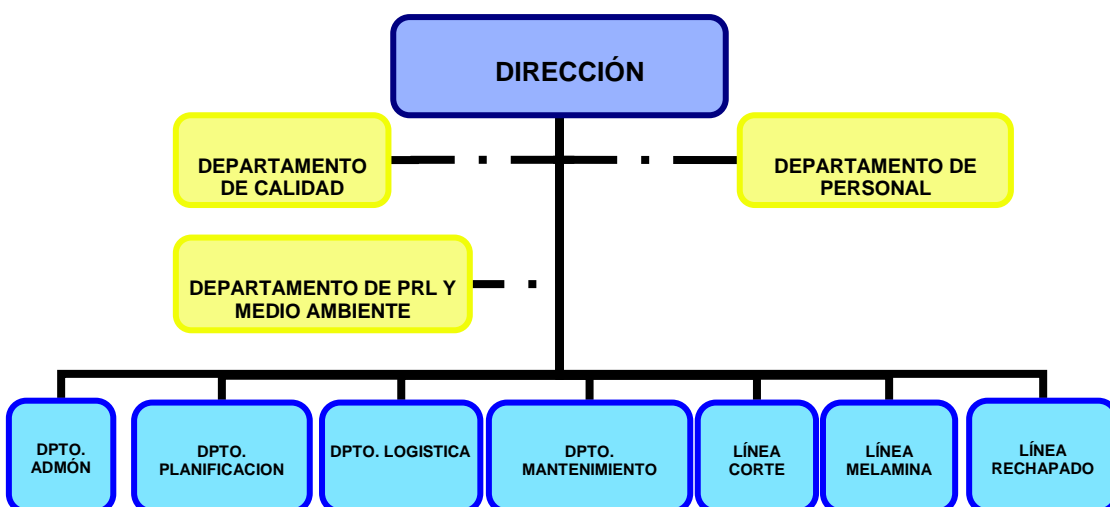 DIRECCIÓN
DEPARTAMENTO
DE CALIDAD
DEPARTAMENTO DE
PERSONAL
DEPARTAMENTO DE PRL Y
MEDIO AMBIENTE
DPTO.
ADMÓN
DPTO.
PLANIFICACION
DPTO. LOGISTICA
DPTO.
MANTENIMIENTO
LÍNEA
CORTE
LÍNEA
MELAMINA
LÍNEA
RECHAPADO